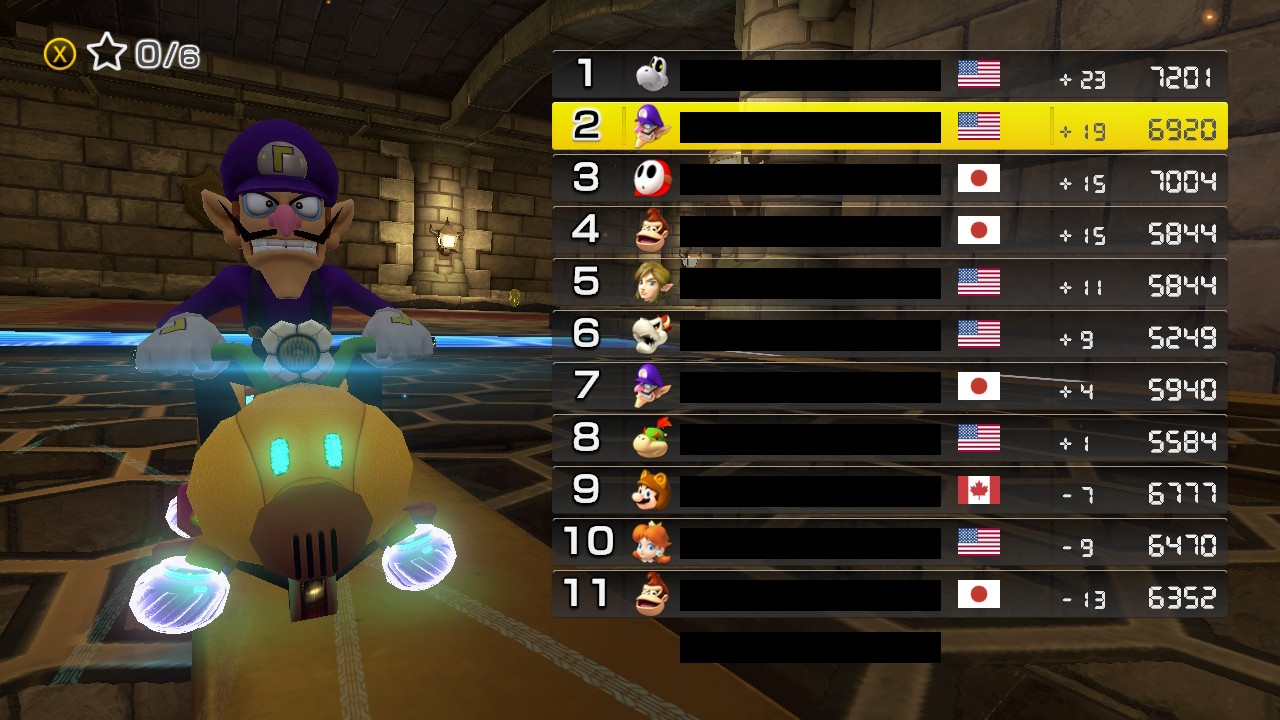 X 0/6
1 + 23 7201
2 + 19 6920
3 + 15 7004
4 + 15 5844
5 + 11 5844
6 + 9 5249
7 + 4 5940
8 + 1 5584
9 - 7 6777
10 - 9 6470
11 - 13 6352